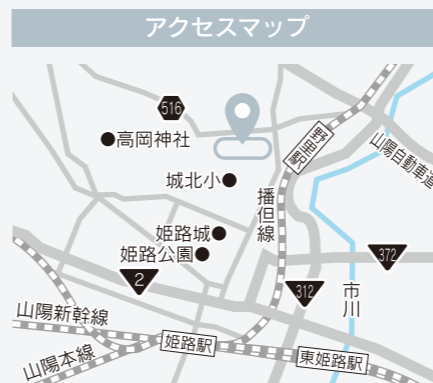 アクセスマップ
516
高岡神社
野里駅
山陽自動車道
城北小
播但線
姫路城
姫路公園
372
2
312
市川
山陽新幹線
姫路駅
山陽本線
東姫路駅